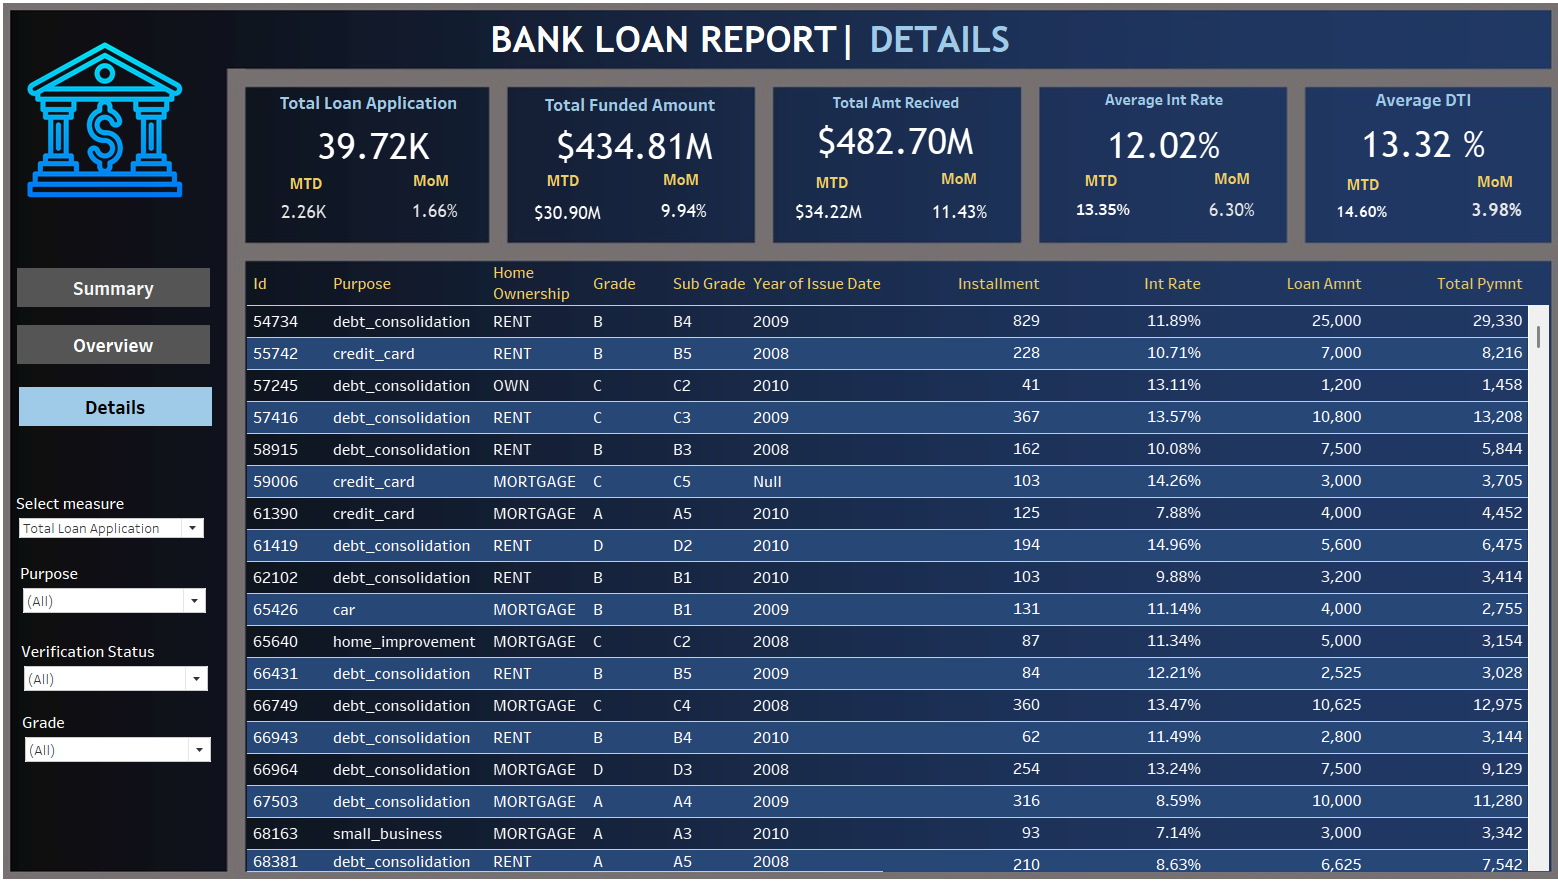 BANK LOAN REPORT| DETAILS
Total Loan Application
39.72K
MTD MoM
2.26K 1.66%
Total Funded Amount
$434.81M
MTD MoM
$30.90M 9.94%
Total Amt Recived
$482.70M
MTD MoM
$34.22M 11.43%
Average Int Rate
12.02%
MTD MoM
13.35% 6.30%
Average DTI
13.32 %
MTD MoM
14.60% 3.98%
Summary
Overview
Details
Select measure
Total Loan Application
Purpose
(All)
Verification Status
(All)
Grade
(All)
Id Purpose Home Ownership Grade Sub Grade Year of Issue Date Installment Int Rate Loan Amnt Total Pymnt
54734 debt_consolidation RENT B B4 2009 829 11.89% 25,000 29,330
55742 credit_card RENT B B5 2008 228 10.71% 7,000 8,216
57245 debt_consolidation OWN C C2 2010 41 13.11% 1,200 1,458
57416 debt_consolidation RENT C C3 2009 367 13.57% 10,800 13,208
58915 debt_consolidation RENT B B3 2008 162 10.08% 7,500 5,844
59006 credit_card MORTGAGE C C5 Null 103 14.26% 3,000 3,705
61390 credit_card MORTGAGE A A5 2010 125 7.88% 4,000 4,452
61419 debt_consolidation RENT D D2 2010 194 14.96% 5,600 6,475
62102 debt_consolidation RENT B B1 2010 103 9.88% 3,200 3,414
65426 car MORTGAGE B B1 2009 131 11.14% 4,000 2,755
65640 home_improvement MORTGAGE C C2 2008 87 11.34% 5,000 3,154
66431 debt_consolidation RENT B B5 2009 84 12.21% 2,525 3,028
66749 debt_consolidation MORTGAGE C C4 2008 360 13.47% 10,625 12,975
66943 debt_consolidation RENT B B4 2010 62 11.49% 2,800 3,144
66964 debt_consolidation MORTGAGE D D3 2008 254 13.24% 7,500 9,129
67503 debt_consolidation MORTGAGE A A4 2009 316 8.59% 10,000 11,280
68163 small_business MORTGAGE A A3 2010 93 7.14% 3,000 3,342
68381 debt_consolidation RENT A A5 2008 210 8.63% 6,625 7,542